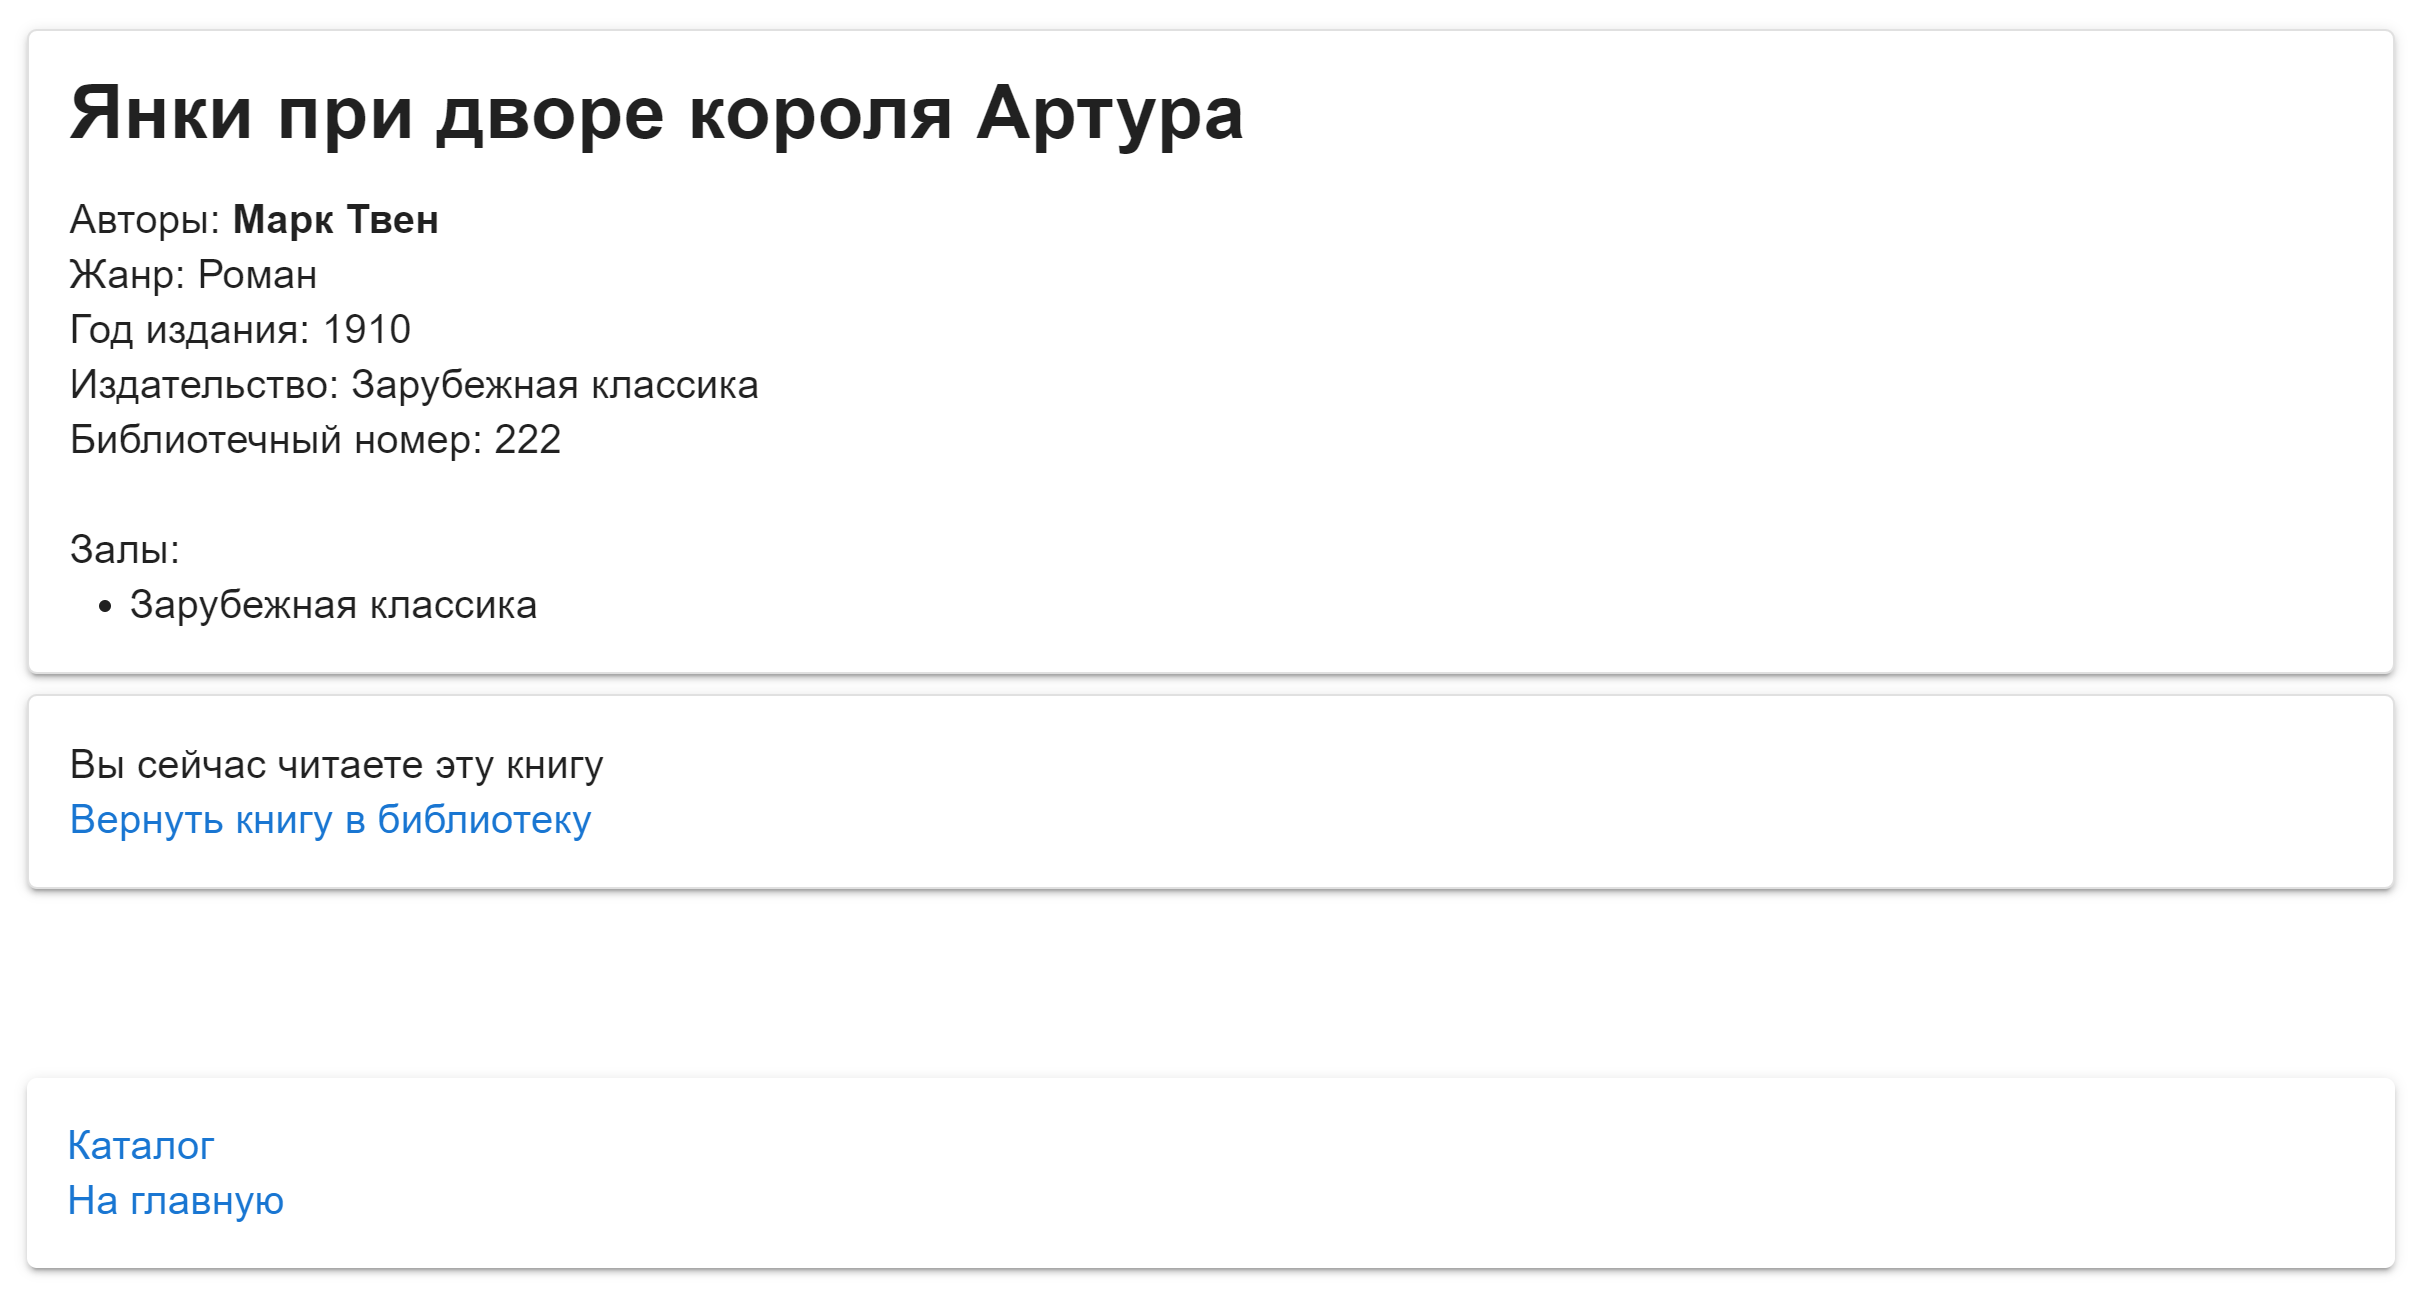 Янки при дворе короля Артура
Авторы: Марк Твен
Жанр: Роман
Год издания: 1910
Издательство: Зарубежная классика
Библиотечный номер: 222
Залы:
• Зарубежная классика
Вы сейчас читаете эту книгу
Вернуть книгу в библиотеку
Каталог
На главную